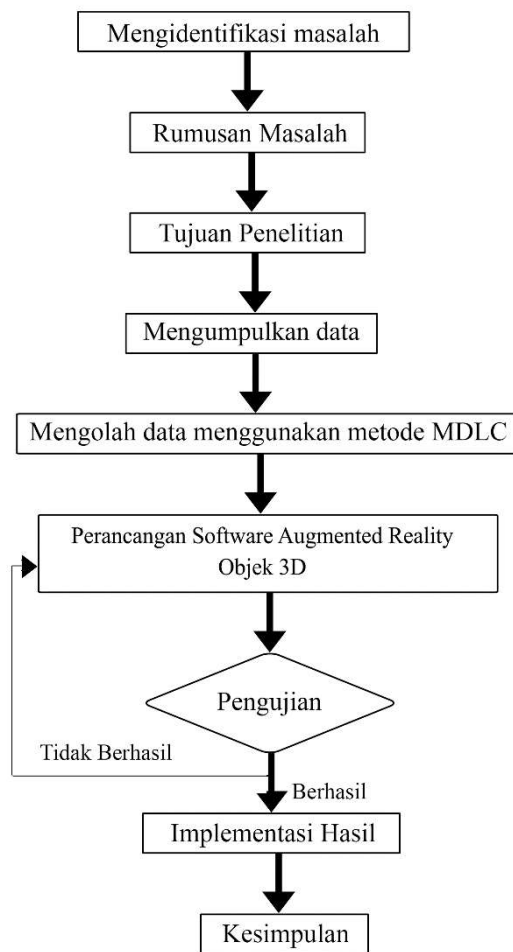 Mengidentifikasi masalah
Rumusan Masalah
Tujuan Penelitian
Mengumpulkan data
Mengolah data menggunakan metode MDLC
Perancangan Software Augmented Reality
Objek 3D
Pengujian
Tidak Berhasil
Berhasil
Implementasi Hasil
Kesimpulan